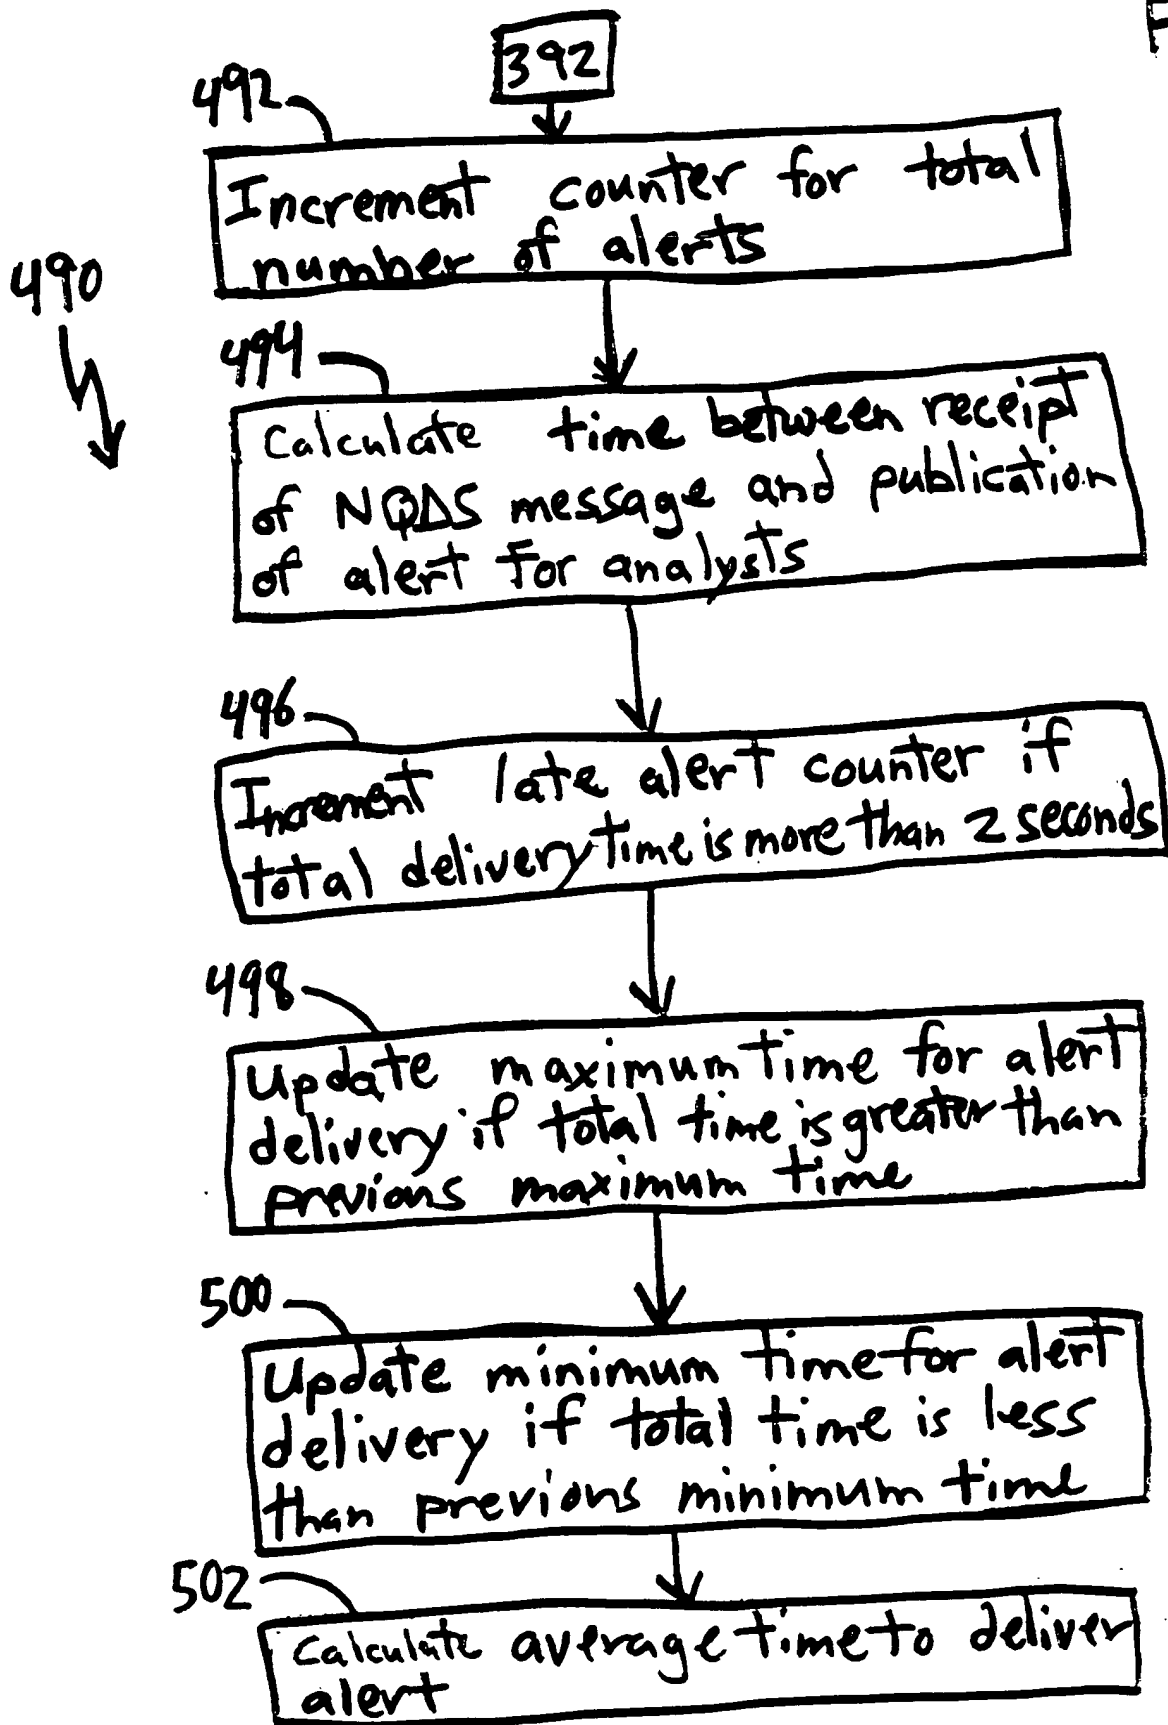 392
492
Increment counter for total
number of alerts
490
494
Calculate time between receipt
of NQDS message and publication
of alert for analysts
496
Increment late alert counter if
total delivery time is more than 2 seconds
498
Update maximum time for alert
delivery if total time is greater than
previous maximum time
500
Update minimum time for alert
delivery if total time is less
than previous minimum time
502
Calculate average time to deliver
alert